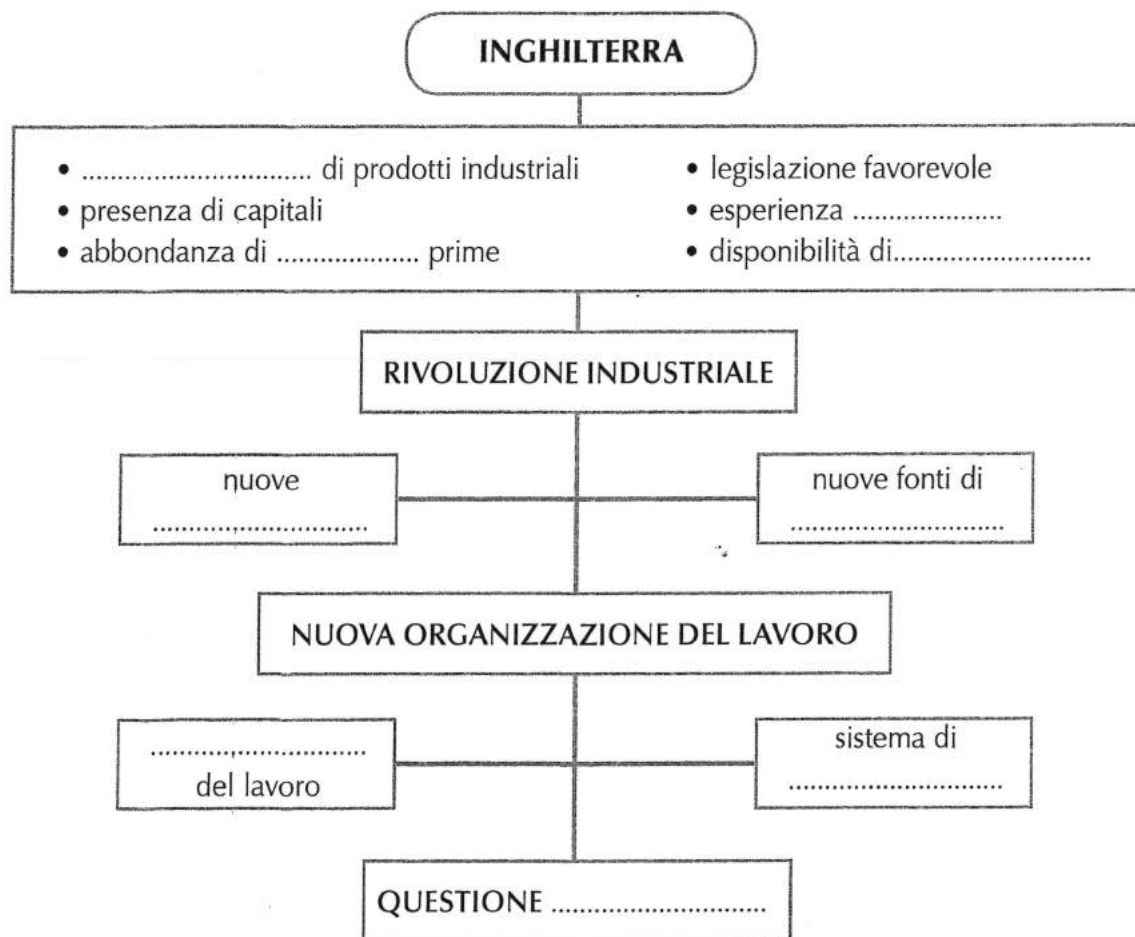 INGHILTERRA
• ................................ di prodotti industriali
• presenza di capitali
• abbondanza di .................... prime
• legislazione favorevole
• esperienza .....................
• disponibilità di............................
RIVOLUZIONE INDUSTRIALE
nuove
..............................
nuove fonti di
..............................
NUOVA ORGANIZZAZIONE DEL LAVORO
..............................
del lavoro
sistema di
..............................
QUESTIONE ..............................